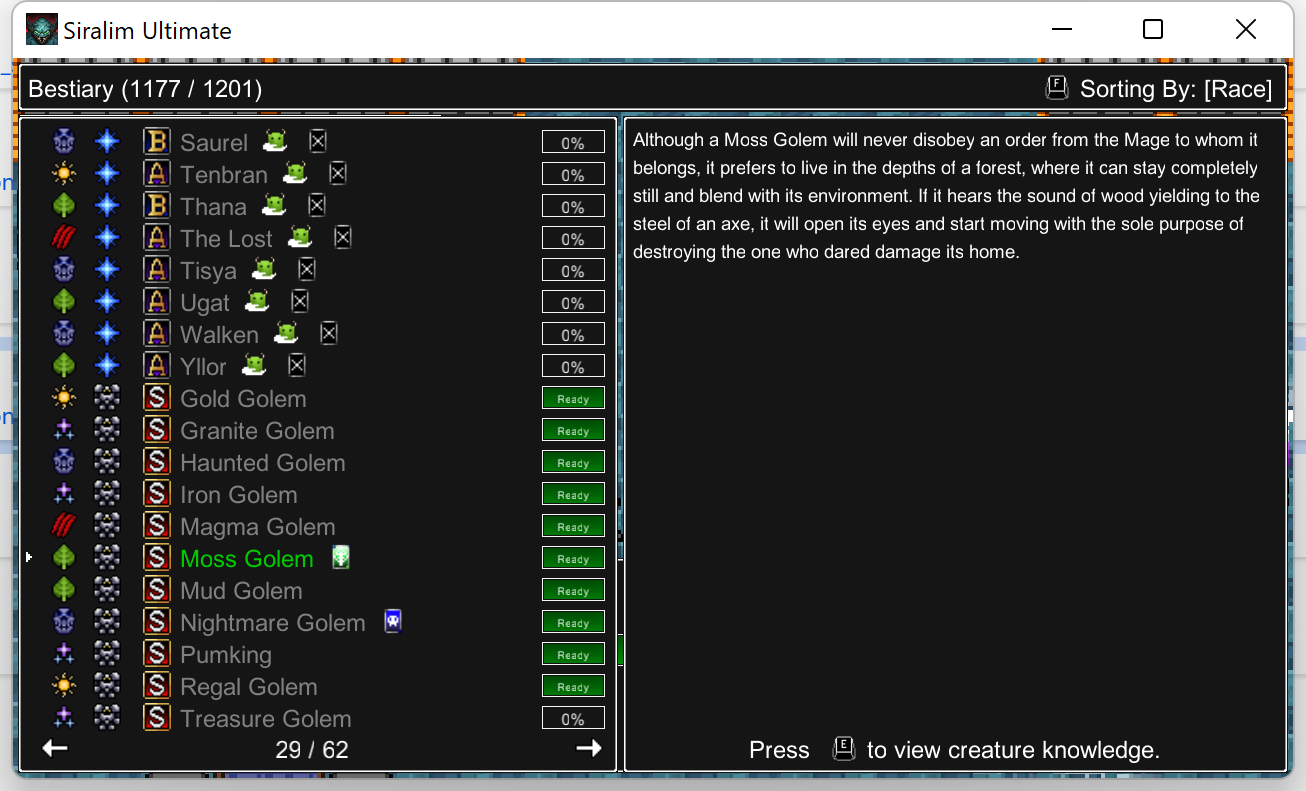 Siralim Ultimate
Bestiary (1177 / 1201)
F Sorting By: [Race]
B Saurel 0%
A Tenbran 0%
B Thana 0%
A The Lost 0%
A Tisya 0%
A Ugat 0%
A Walken 0%
A Yllor 0%
S Gold Golem Ready
S Granite Golem Ready
S Haunted Golem Ready
S Iron Golem Ready
S Magma Golem Ready
S Moss Golem Ready
S Mud Golem Ready
S Nightmare Golem Ready
S Pumking Ready
S Regal Golem Ready
S Treasure Golem 0%
29 / 62
Although a Moss Golem will never disobey an order from the Mage to whom it
belongs, it prefers to live in the depths of a forest, where it can stay completely
still and blend with its environment. If it hears the sound of wood yielding to the
steel of an axe, it will open its eyes and start moving with the sole purpose of
destroying the one who dared damage its home.
Press E to view creature knowledge.